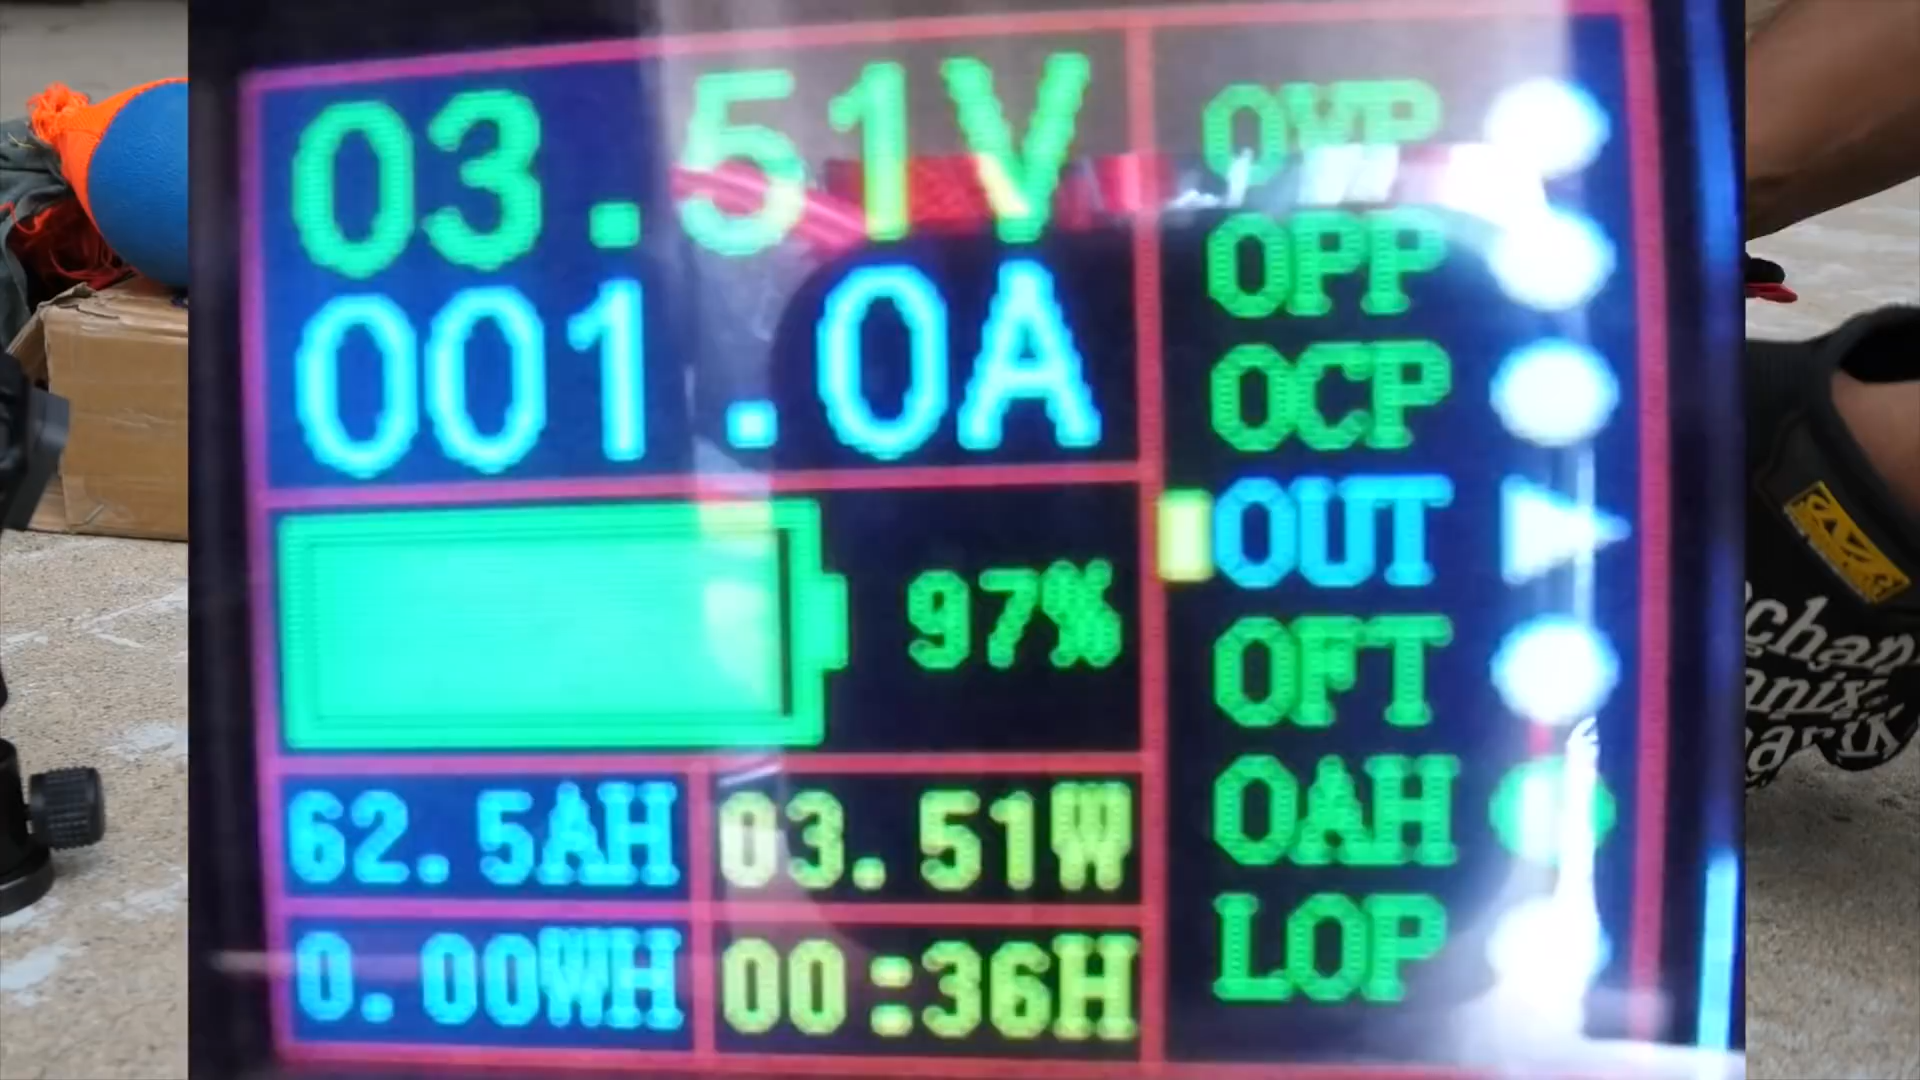 03.51V
001.0A
97%
62.5AH
03.51W
0.00WH
00:36H
OVP
OPP
OCP
OUT
OFT
OAH
LOP